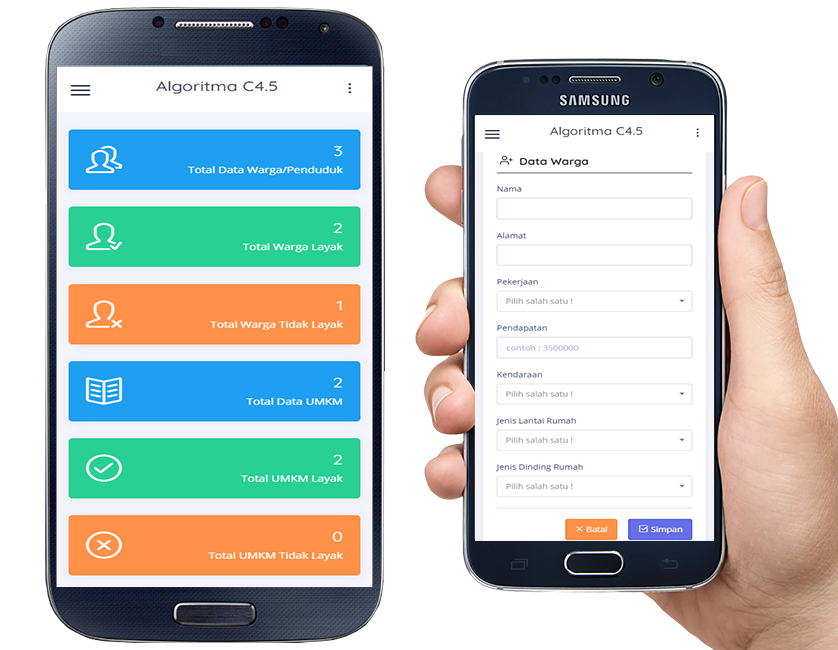 Algoritma C4.5
3
Total Data Warga/Penduduk
2
Total Warga Layak
1
Total Warga Tidak Layak
2
Total Data UMKM
2
Total UMKM Layak
0
Total UMKM Tidak Layak
SAMSUNG
Algoritma C4.5
Data Warga
Nama
Alamat
Pekerjaan
Pilih salah satu !
Pendapatan
contoh : 3500000
Kendaraan
Pilih salah satu !
Jenis Lantai Rumah
Pilih salah satu !
Jenis Dinding Rumah
Pilih salah satu !
Batal
Simpan